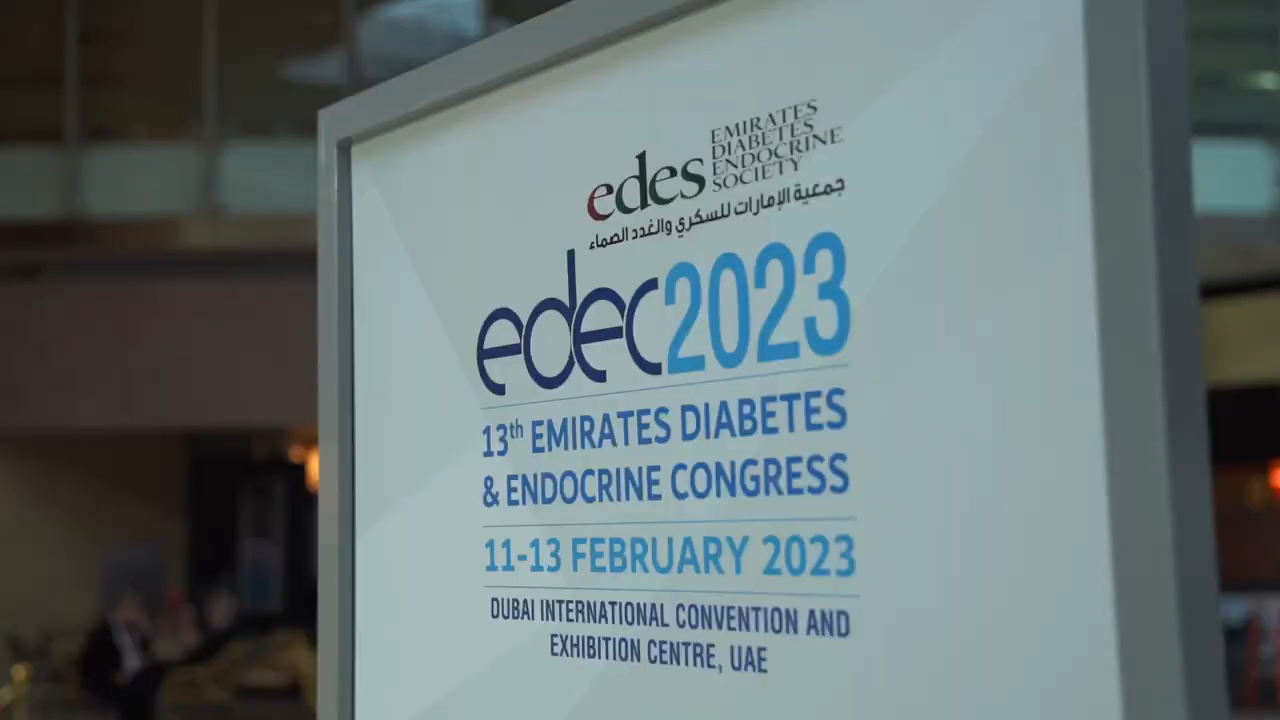 edes
EMIRATES
DIABETES
ENDOCRINE
SOCIETY
جمعية الإمارات للسكري والغدد الصماء
edec2023
13th EMIRATES DIABETES
& ENDOCRINE CONGRESS
11-13 FEBRUARY 2023
DUBAI INTERNATIONAL CONVENTION AND
EXHIBITION CENTRE, UAE